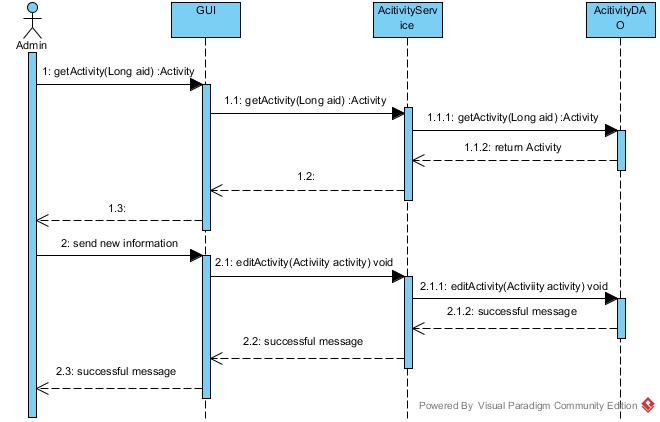 GUI
AcitivityServ
ice
AcitivityDA
O
Admin
1: getActivity(Long aid) :Activity
1.1: getActivity(Long aid) :Activity
1.1.1: getActivity(Long aid) :Activity
1.1.2: return Activity
1.2:
1.3:
2: send new information
2.1: editActivity(Activiity activity) void
2.1.1: editActivity(Activiity activity) void
2.1.2: successful message
2.2: successful message
2.3: successful message
Powered By Visual Paradigm Community Edition